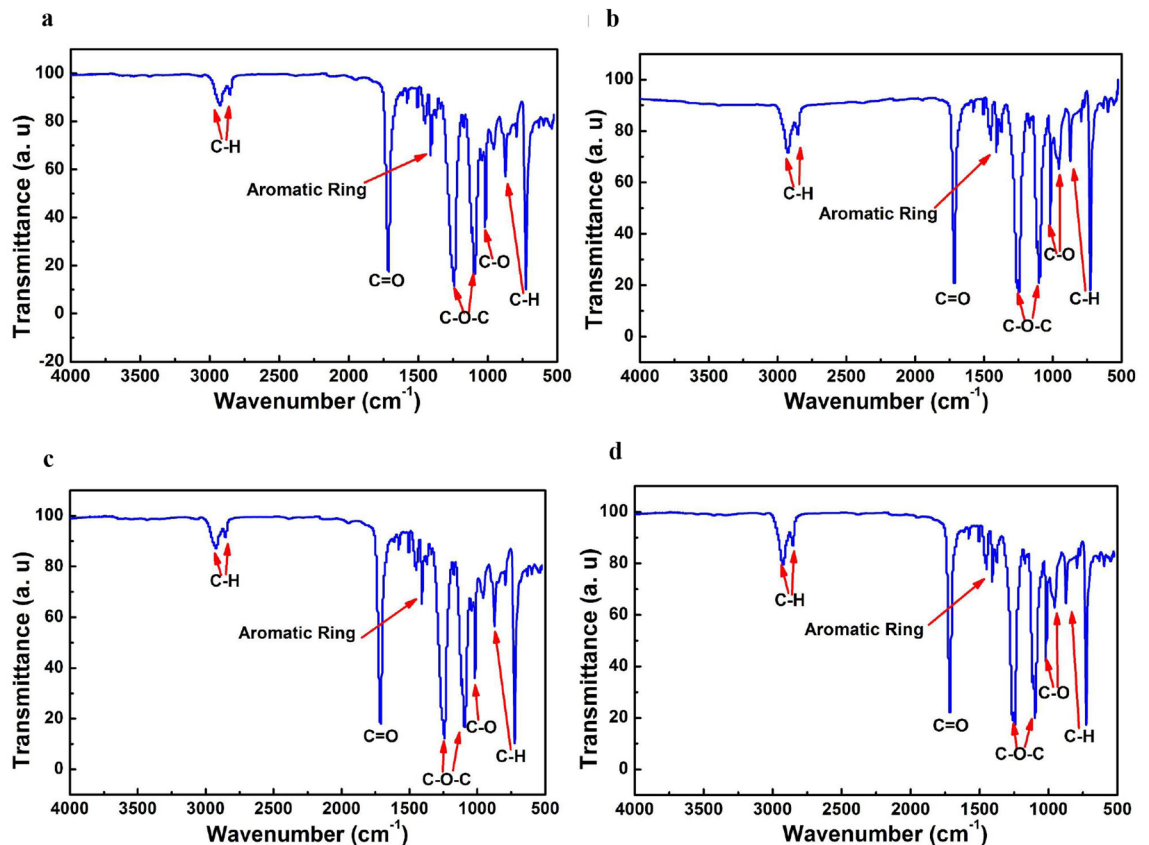 a
Transmittance (a. u)
100
80
60
40
20
0
-20
C-H
Aromatic Ring
C=O
C-O
C-O-C
C-H
4000 3500 3000 2500 2000 1500 1000 500
Wavenumber (cm⁻¹)
b
Transmittance (a. u)
100
80
60
40
20
0
C-H
Aromatic Ring
C=O
C-O
C-O-C
C-H
4000 3500 3000 2500 2000 1500 1000 500
Wavenumber (cm⁻¹)
c
Transmittance (a. u)
100
80
60
40
20
0
C-H
Aromatic Ring
C=O
C-O
C-O-C
C-H
4000 3500 3000 2500 2000 1500 1000 500
Wavenumber (cm⁻¹)
d
Transmittance (a. u)
100
80
60
40
20
0
C-H
Aromatic Ring
C=O
C-O
C-O-C
C-H
4000 3500 3000 2500 2000 1500 1000 500
Wavenumber (cm⁻¹)